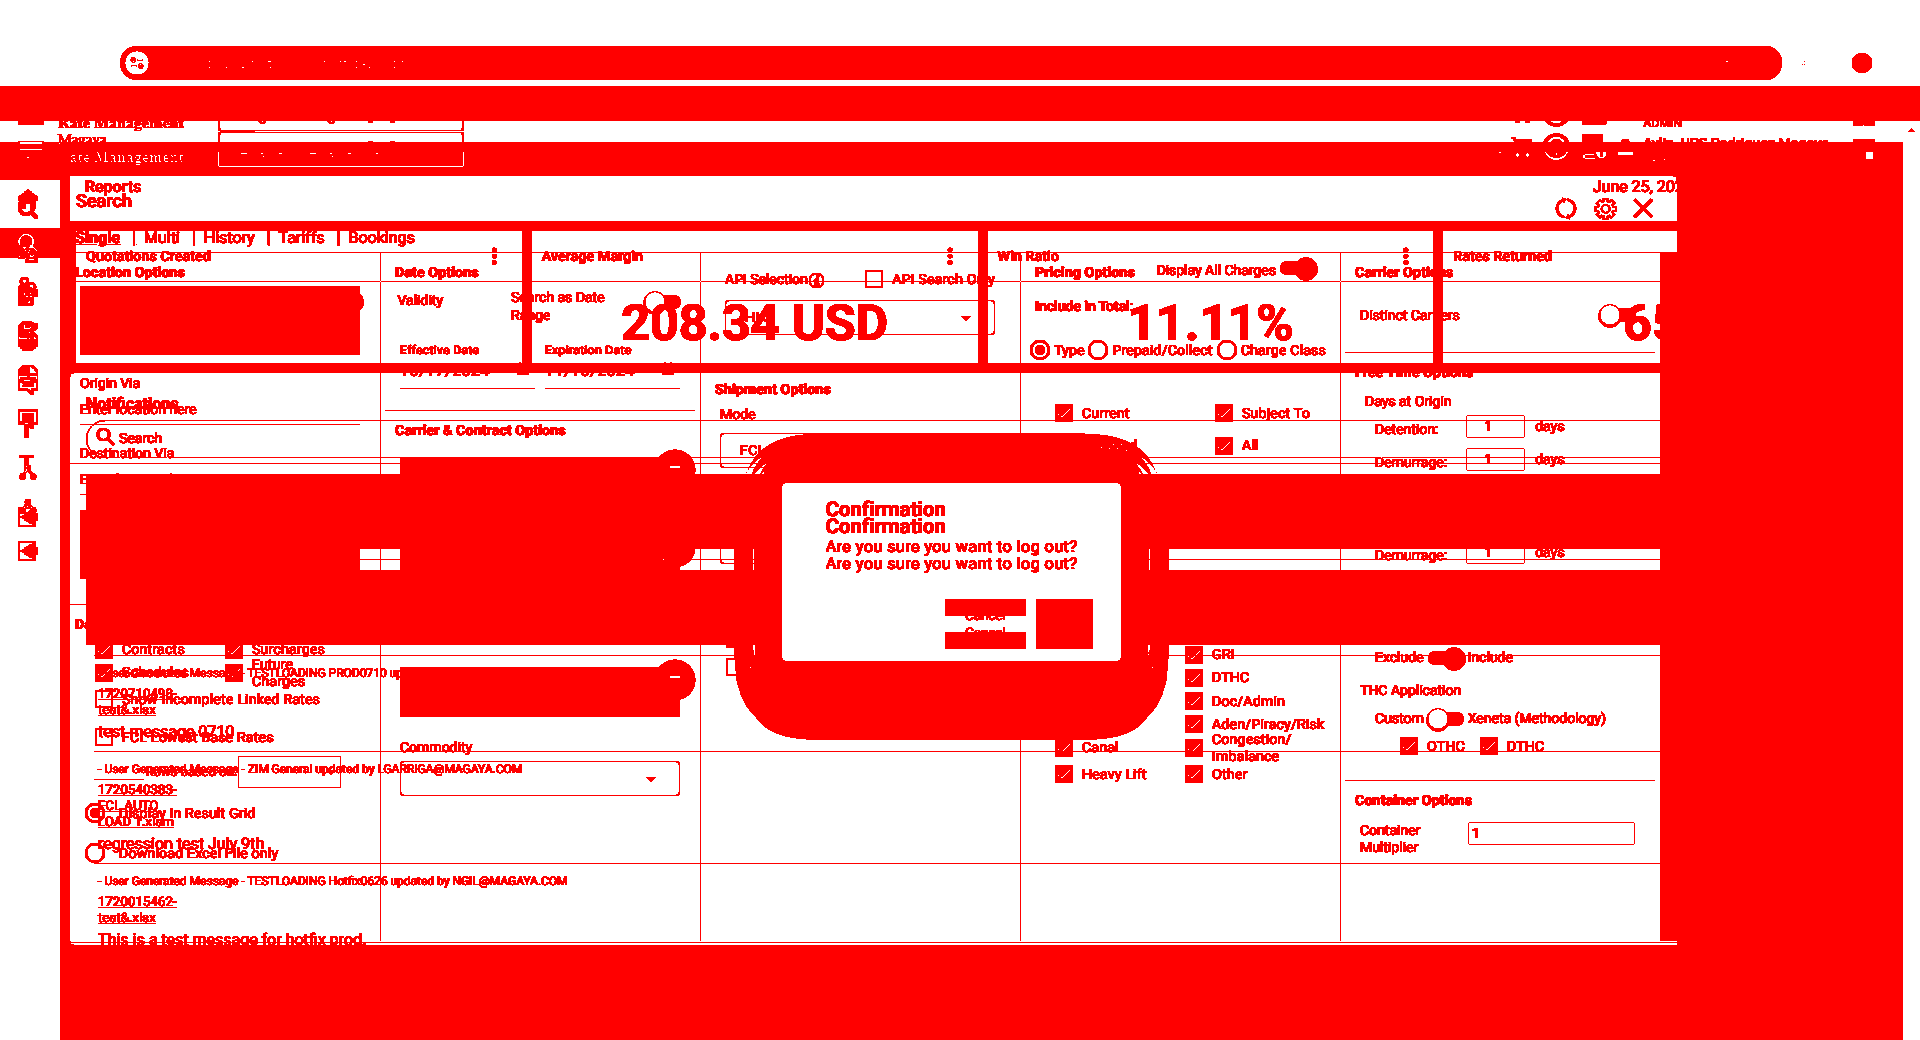 Rate Management
Magaya
Rate Management
ADMIN
Reports
June 25, 202
Search
Single
Multi
History
Tariffs
Bookings
Quotations Created
Average Margin
Win Ratio
Rates Returned
Location Options
Date Options
API Selection
API Search Only
Pricing Options
Display All Charges
Carrier Options
Validity
Search as Date
Range
Include in Total:
208.34 USD
11.11%
65
Distinct Carriers
Effective Date
Expiration Date
Type
Prepaid/Collect
Charge Class
Origin Via
Shipment Options
Free Time Options
Enter location here
Notifications
Mode
Current
Subject To
Days at Origin
Search
Carrier & Contract Options
Detention:
1
days
Destination Via
FCL
All
Demurrage:
1
days
Confirmation
Confirmation
Are you sure you want to log out?
Are you sure you want to log out?
Demurrage:
1
days
Cancel
Cancel
Contracts
Surcharges
GRI
Exclude
Include
Schedules
Future
Charges
User Generated Message - TESTLOADING PROD0710 up
DTHC
THC Application
1720710498-
test8.xlsx
Show Incomplete Linked Rates
Doc/Admin
Custom
Xeneta (Methodology)
test message 0710
FCL Lowest Base Rates
Aden/Piracy/Risk
Commodity
Canal
Congestion/
Imbalance
OTHC
DTHC
- User Generated Message - ZIM General updated by LGARRIGA@MAGAYA.COM
Heavy Lift
Other
1720540383-
FCL AUTO
LOAD 1.xlsm
Display in Result Grid
Container Options
regression test July 9th
Download Excel File only
Container
Multiplier
1
- User Generated Message - TESTLOADING Hotfix0626 updated by NGIL@MAGAYA.COM
1720015462-
test8.xlsx
This is a test message for hotfix prod.